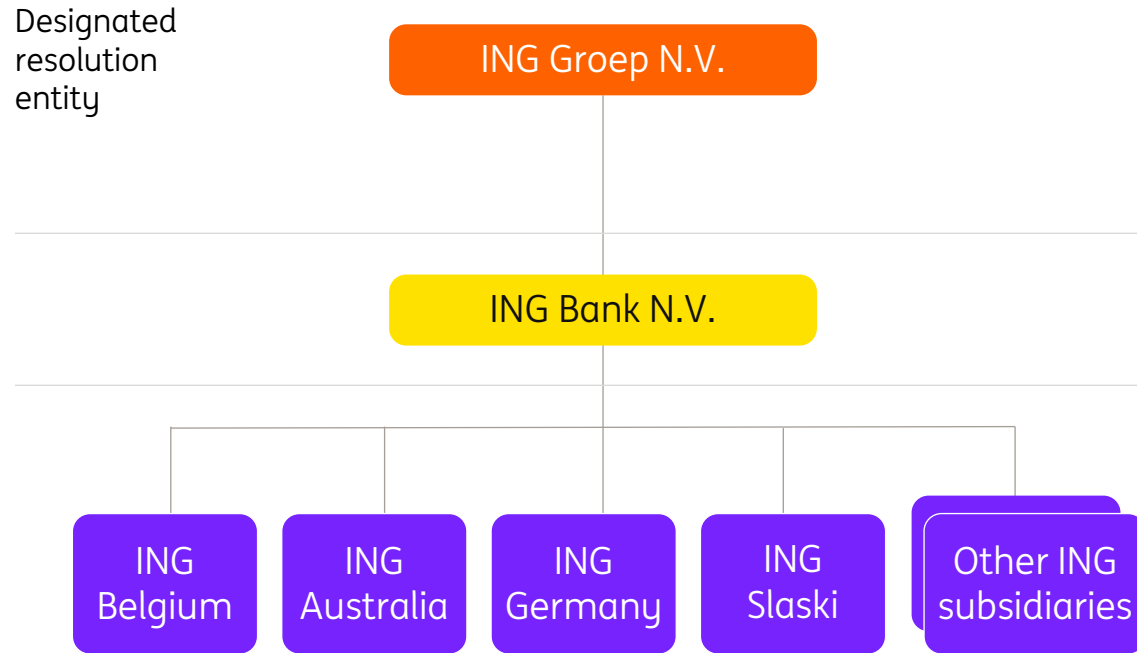 Designated
resolution
entity
ING Groep N.V.
ING Bank N.V.
ING
Belgium
ING
Australia
ING
Germany
ING
Slaski
Other ING
subsidiaries